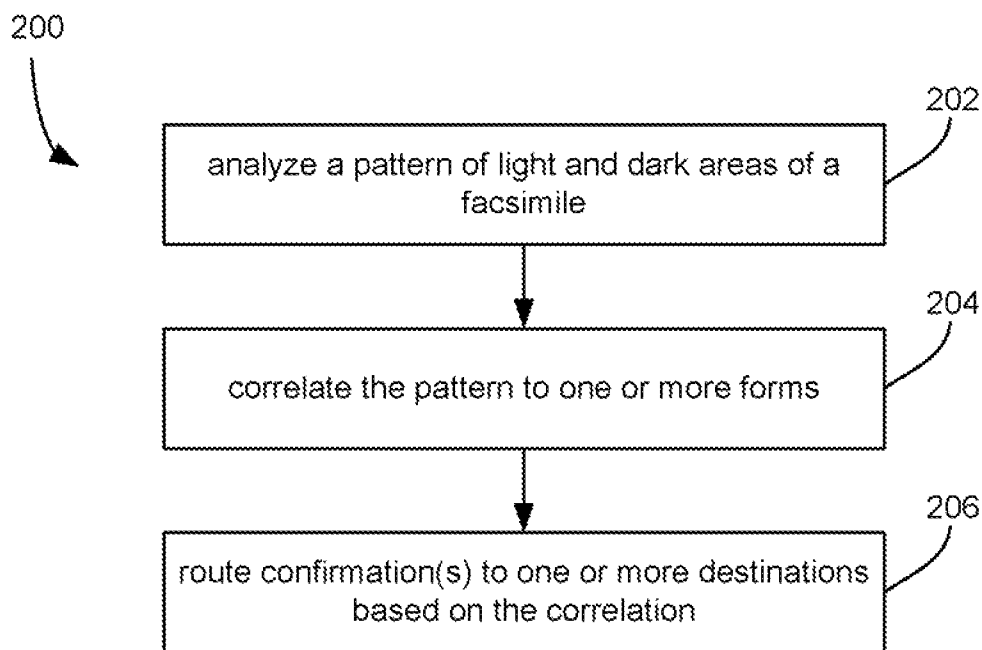 200
202
analyze a pattern of light and dark areas of a
facsimile
204
correlate the pattern to one or more forms
206
route confirmation(s) to one or more destinations
based on the correlation